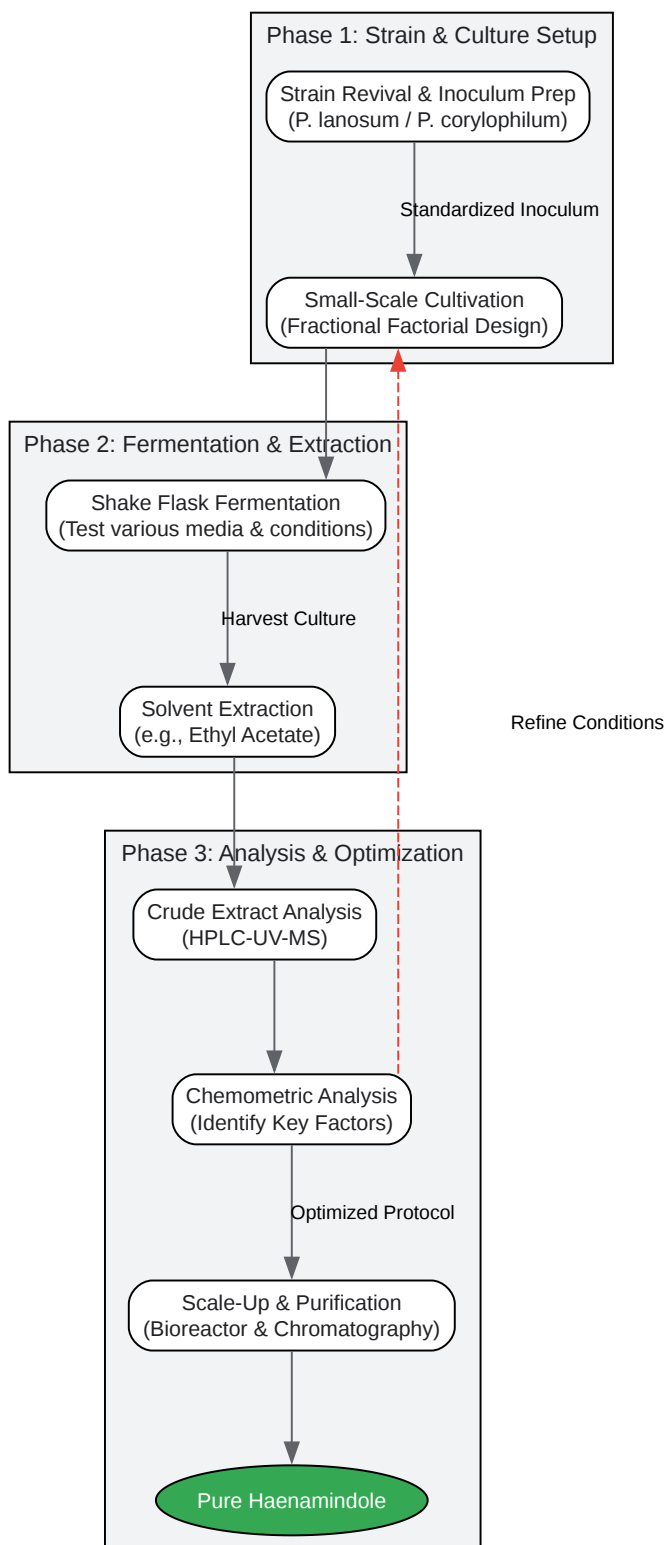 Phase 1: Strain & Culture Setup
Strain Revival & Inoculum Prep
(P. lanosum / P. corylophilum)
Standardized Inoculum
Small-Scale Cultivation
(Fractional Factorial Design)
Phase 2: Fermentation & Extraction
Shake Flask Fermentation
(Test various media & conditions)
Harvest Culture
Solvent Extraction
(e.g., Ethyl Acetate)
Refine Conditions
Phase 3: Analysis & Optimization
Crude Extract Analysis
(HPLC-UV-MS)
Chemometric Analysis
(Identify Key Factors)
Optimized Protocol
Scale-Up & Purification
(Bioreactor & Chromatography)
Pure Haenamindole